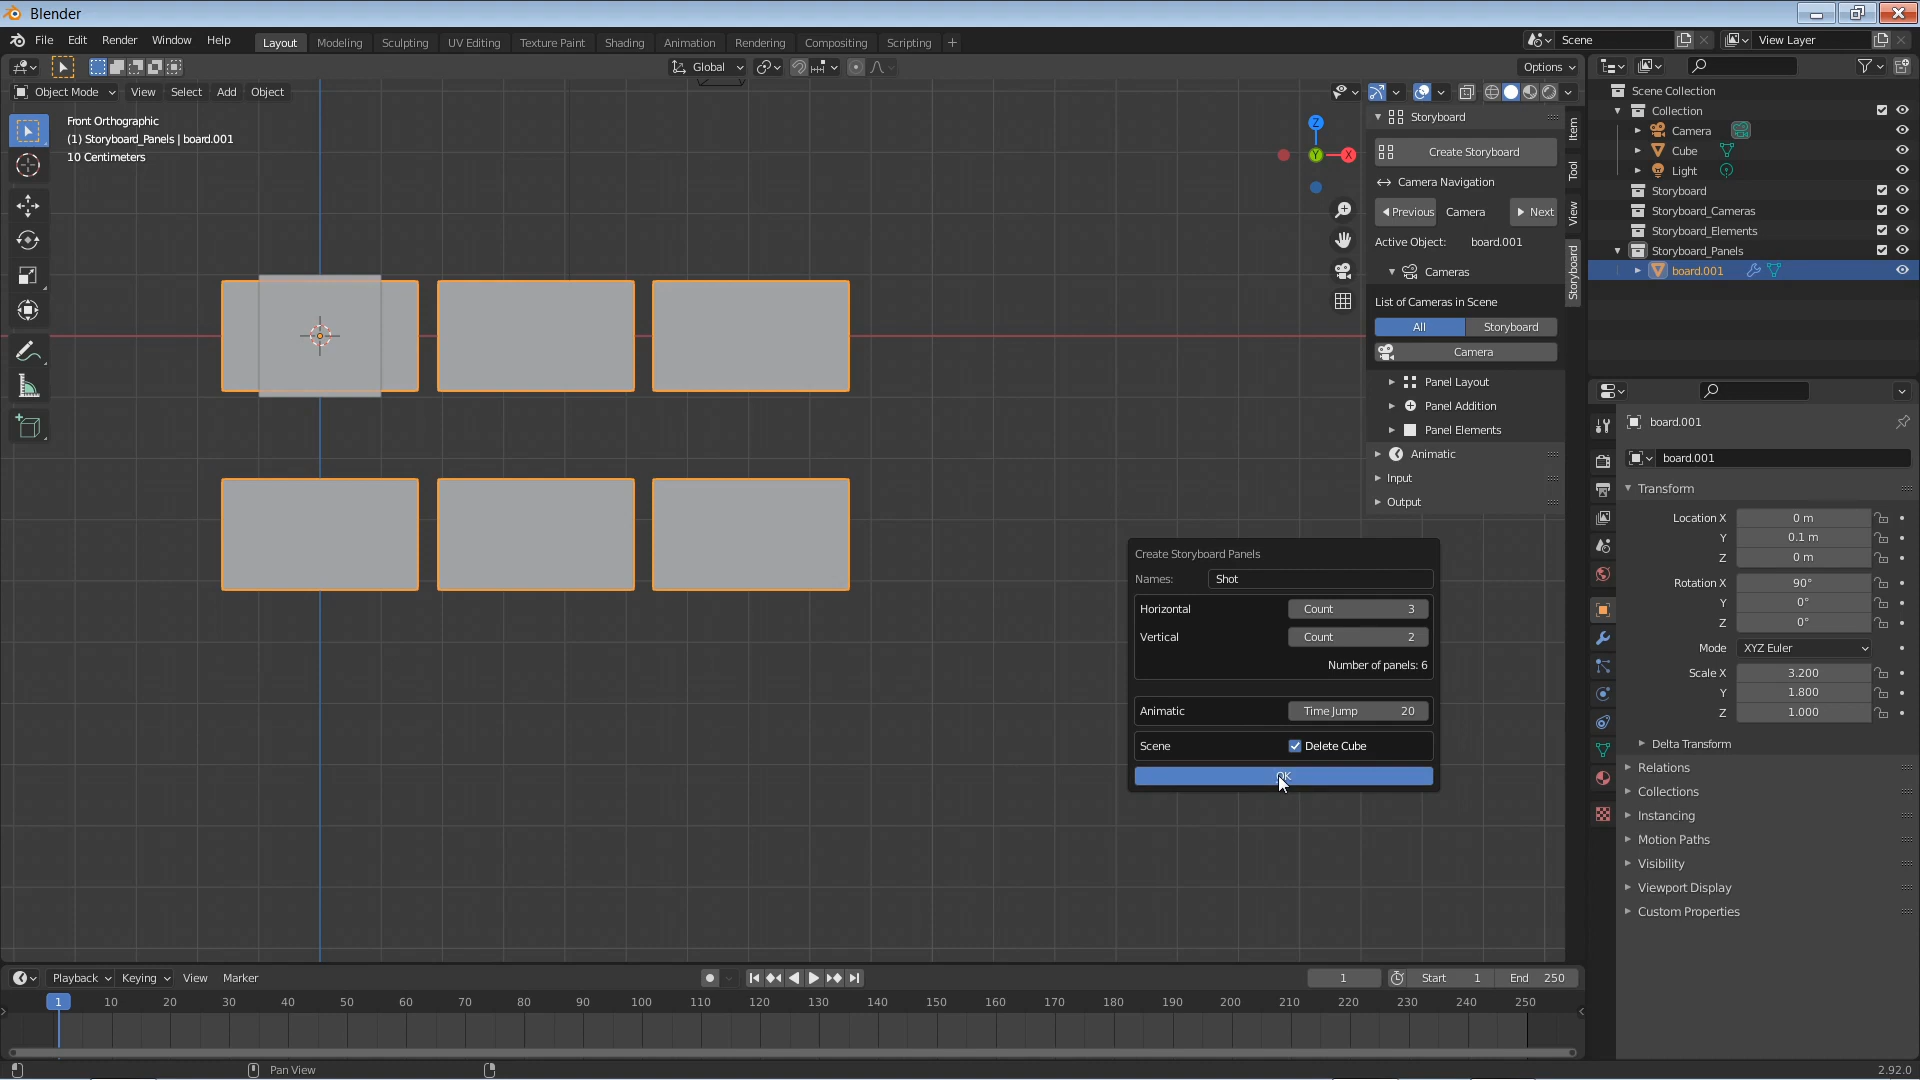 Blender
File Edit Render Window Help
Layout Modeling Sculpting UV Editing Texture Paint Shading Animation Rendering Compositing Scripting +
Scene
View Layer
Global
Options
Object Mode View Select Add Object
Front Orthographic
(1) Storyboard_Panels | board.001
10 Centimeters
Z
Y
X
Storyboard
Create Storyboard
Camera Navigation
Previous Camera Next
Active Object: board.001
Cameras
List of Cameras in Scene
All Storyboard
Camera
Panel Layout
Panel Addition
Panel Elements
Animatic
Input
Output
Item
Tool
View
Storyboard
Create Storyboard Panels
Names: Shot
Horizontal Count 3
Vertical Count 2
Number of panels: 6
Animatic Time Jump 20
Scene Delete Cube
OK
Scene Collection
Collection
Camera
Cube
Light
Storyboard
Storyboard_Cameras
Storyboard_Elements
Storyboard_Panels
board.001
board.001
board.001
Transform
Location X 0 m
Y 0.1 m
Z 0 m
Rotation X 90°
Y 0°
Z 0°
Mode XYZ Euler
Scale X 3.200
Y 1.800
Z 1.000
Delta Transform
Relations
Collections
Instancing
Motion Paths
Visibility
Viewport Display
Custom Properties
Playback Keying View Marker
1 Start 1 End 250
1 10 20 30 40 50 60 70 80 90 100 110 120 130 140 150 160 170 180 190 200 210 220 230 240 250
Pan View
2.92.0